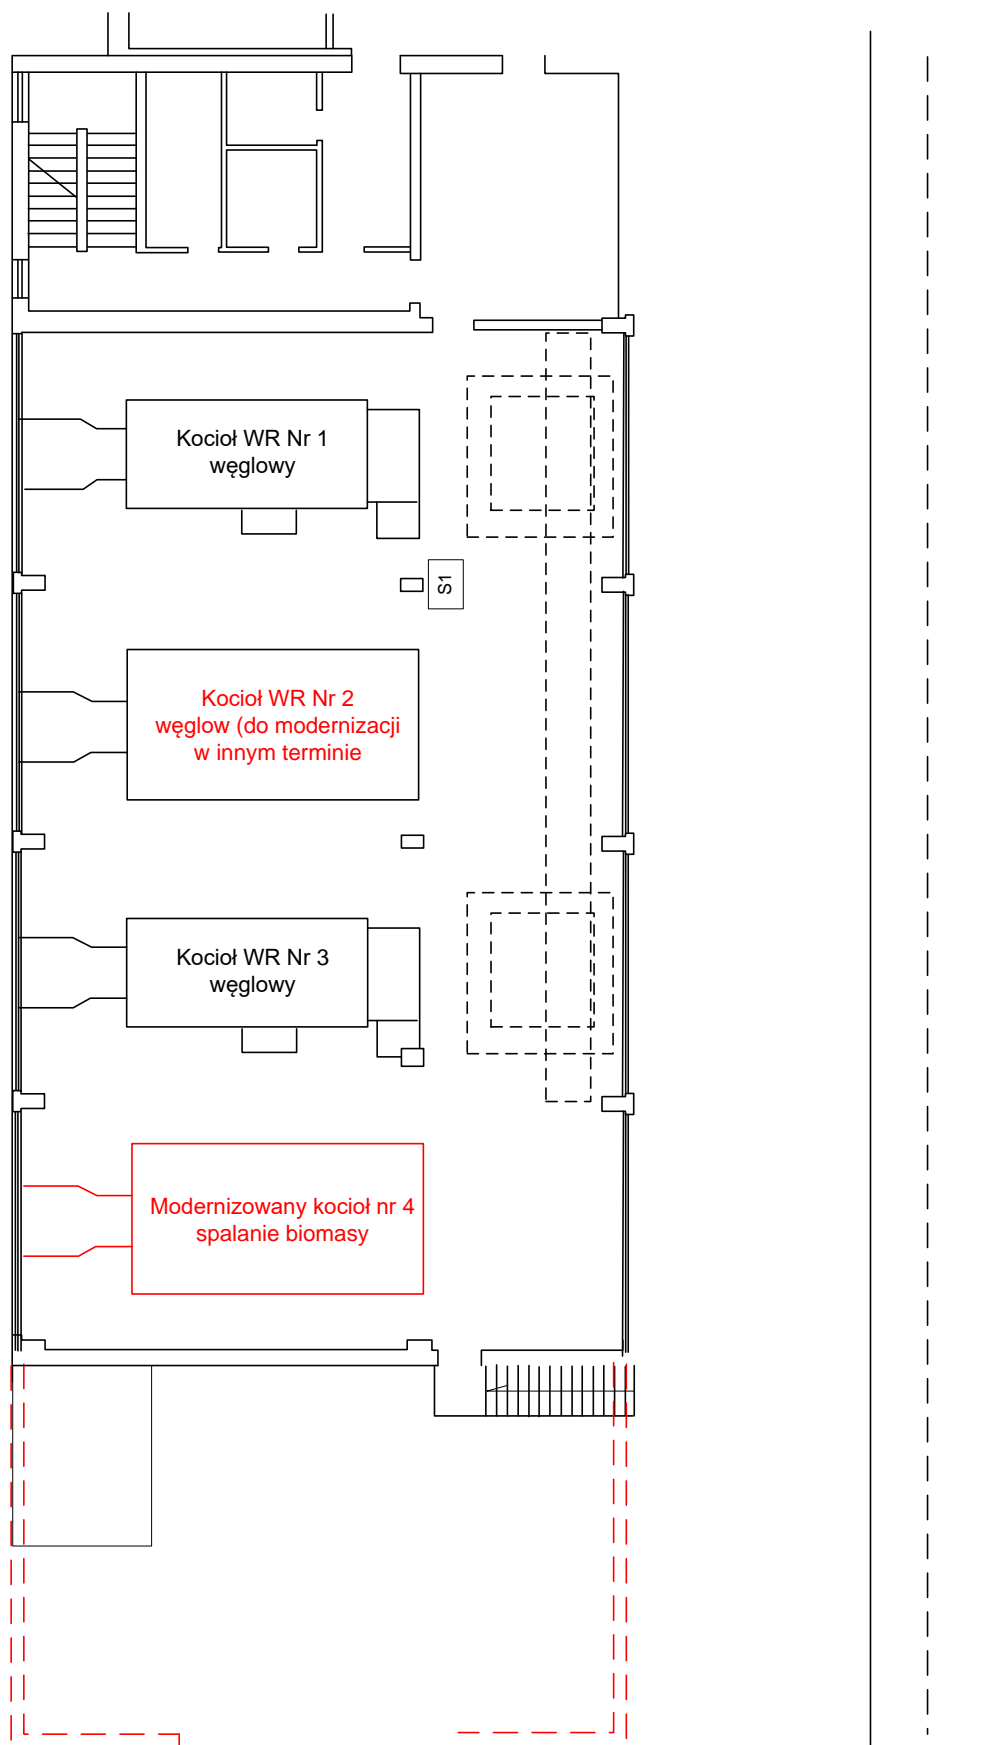 Kocioł WR Nr 1
węglowy
S1
Kocioł WR Nr 2
węglow (do modernizacji
w innym terminie
Kocioł WR Nr 3
węglowy
Modernizowany kocioł nr 4
spalanie biomasy